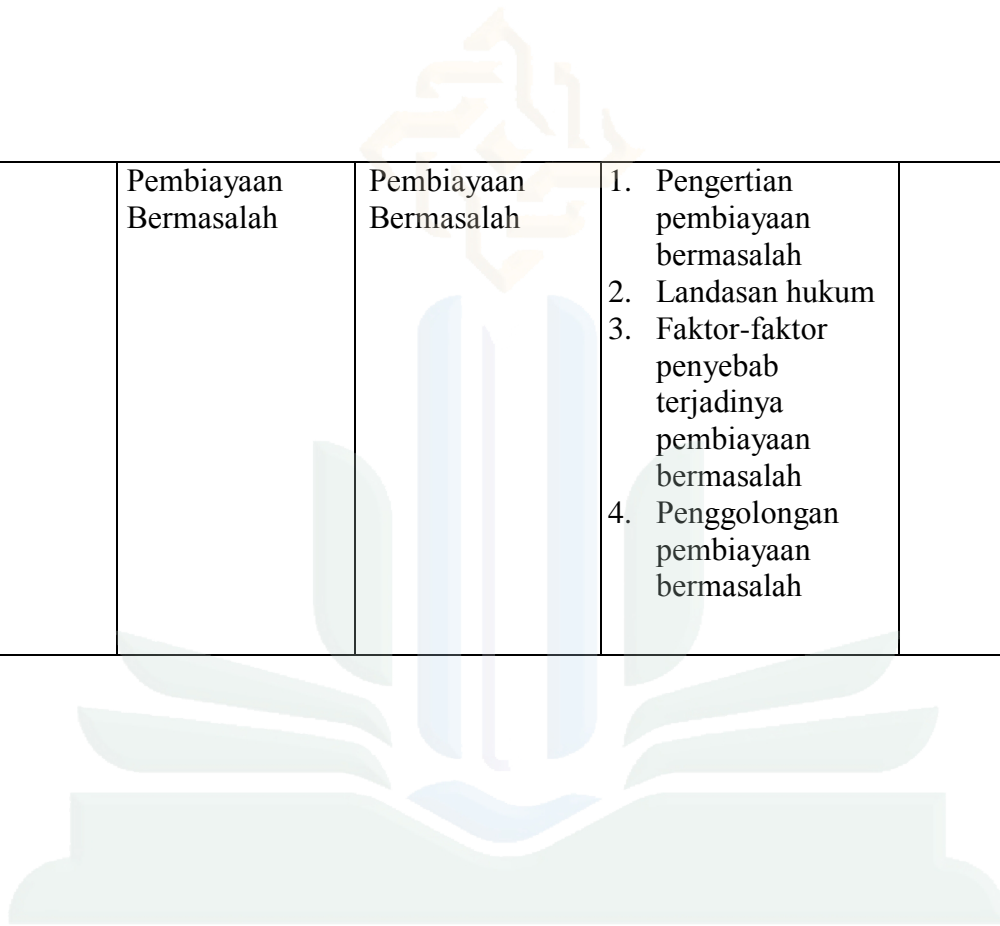 Pembiayaan
Bermasalah
Pembiayaan
Bermasalah
1. Pengertian
pembiayaan
bermasalah
2. Landasan hukum
3. Faktor-faktor
penyebab
terjadinya
pembiayaan
bermasalah
4. Penggolongan
pembiayaan
bermasalah